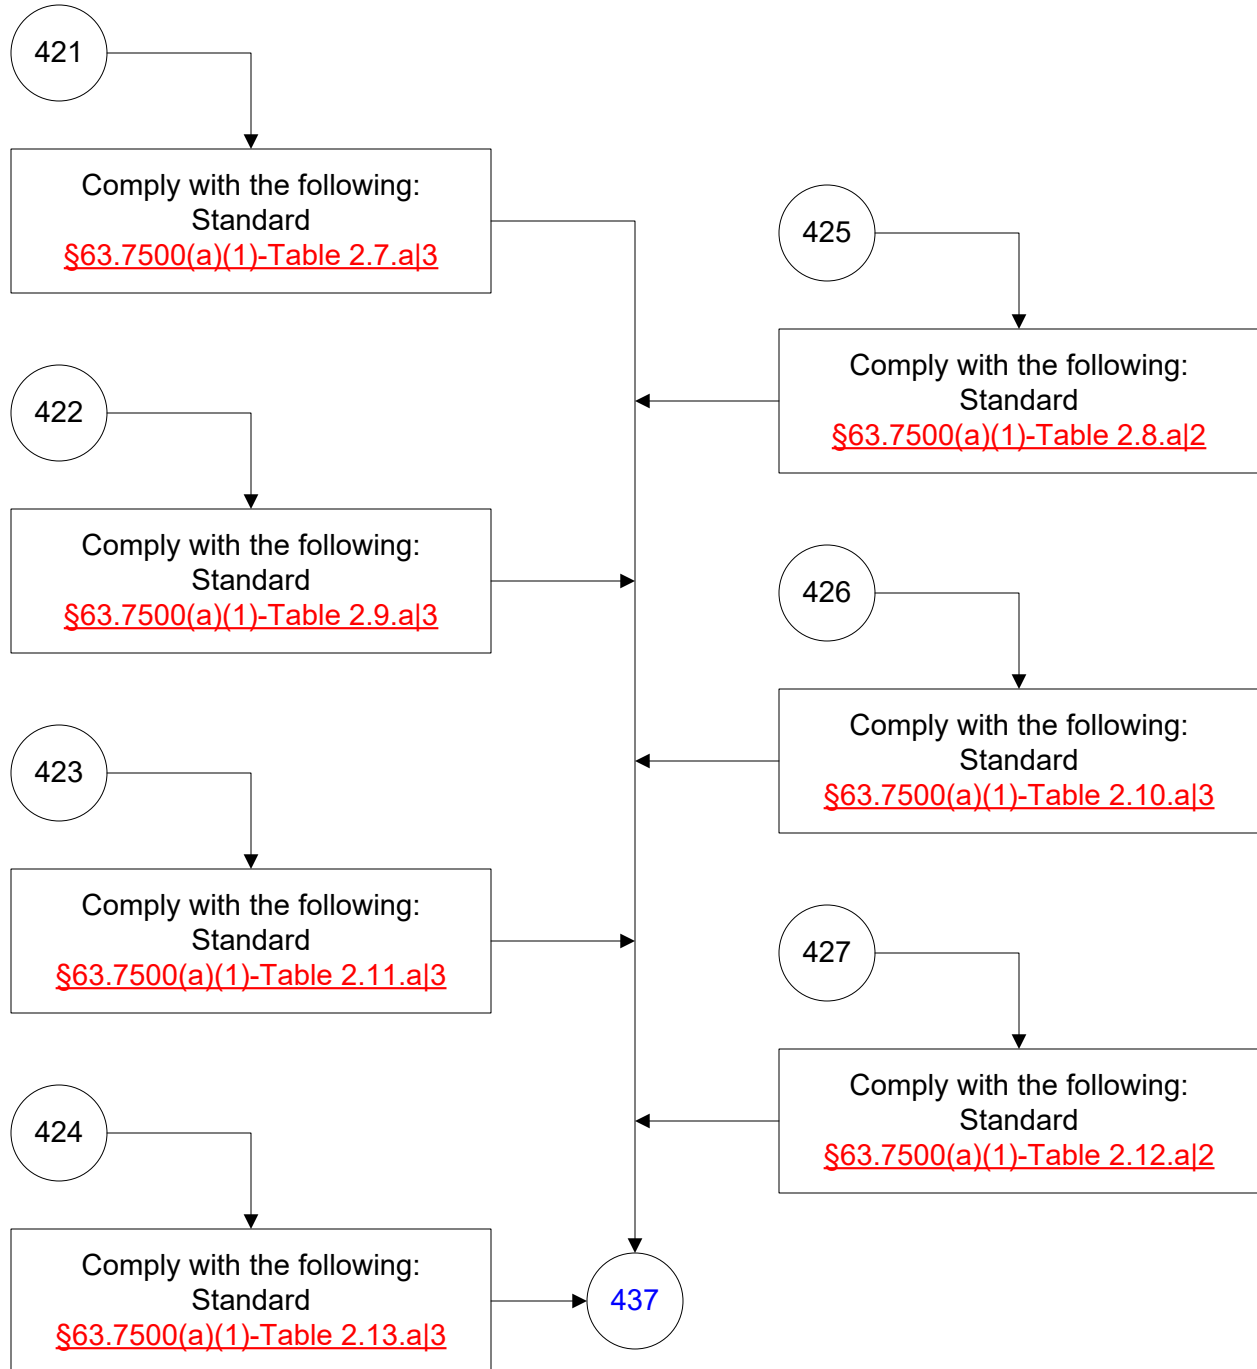 421
Comply with the following:
Standard
§63.7500(a)(1)-Table 2.7.a|3
425
Comply with the following:
Standard
§63.7500(a)(1)-Table 2.8.a|2
422
Comply with the following:
Standard
§63.7500(a)(1)-Table 2.9.a|3
426
Comply with the following:
Standard
§63.7500(a)(1)-Table 2.10.a|3
423
Comply with the following:
Standard
§63.7500(a)(1)-Table 2.11.a|3
427
Comply with the following:
Standard
§63.7500(a)(1)-Table 2.12.a|2
424
Comply with the following:
Standard
§63.7500(a)(1)-Table 2.13.a|3
437